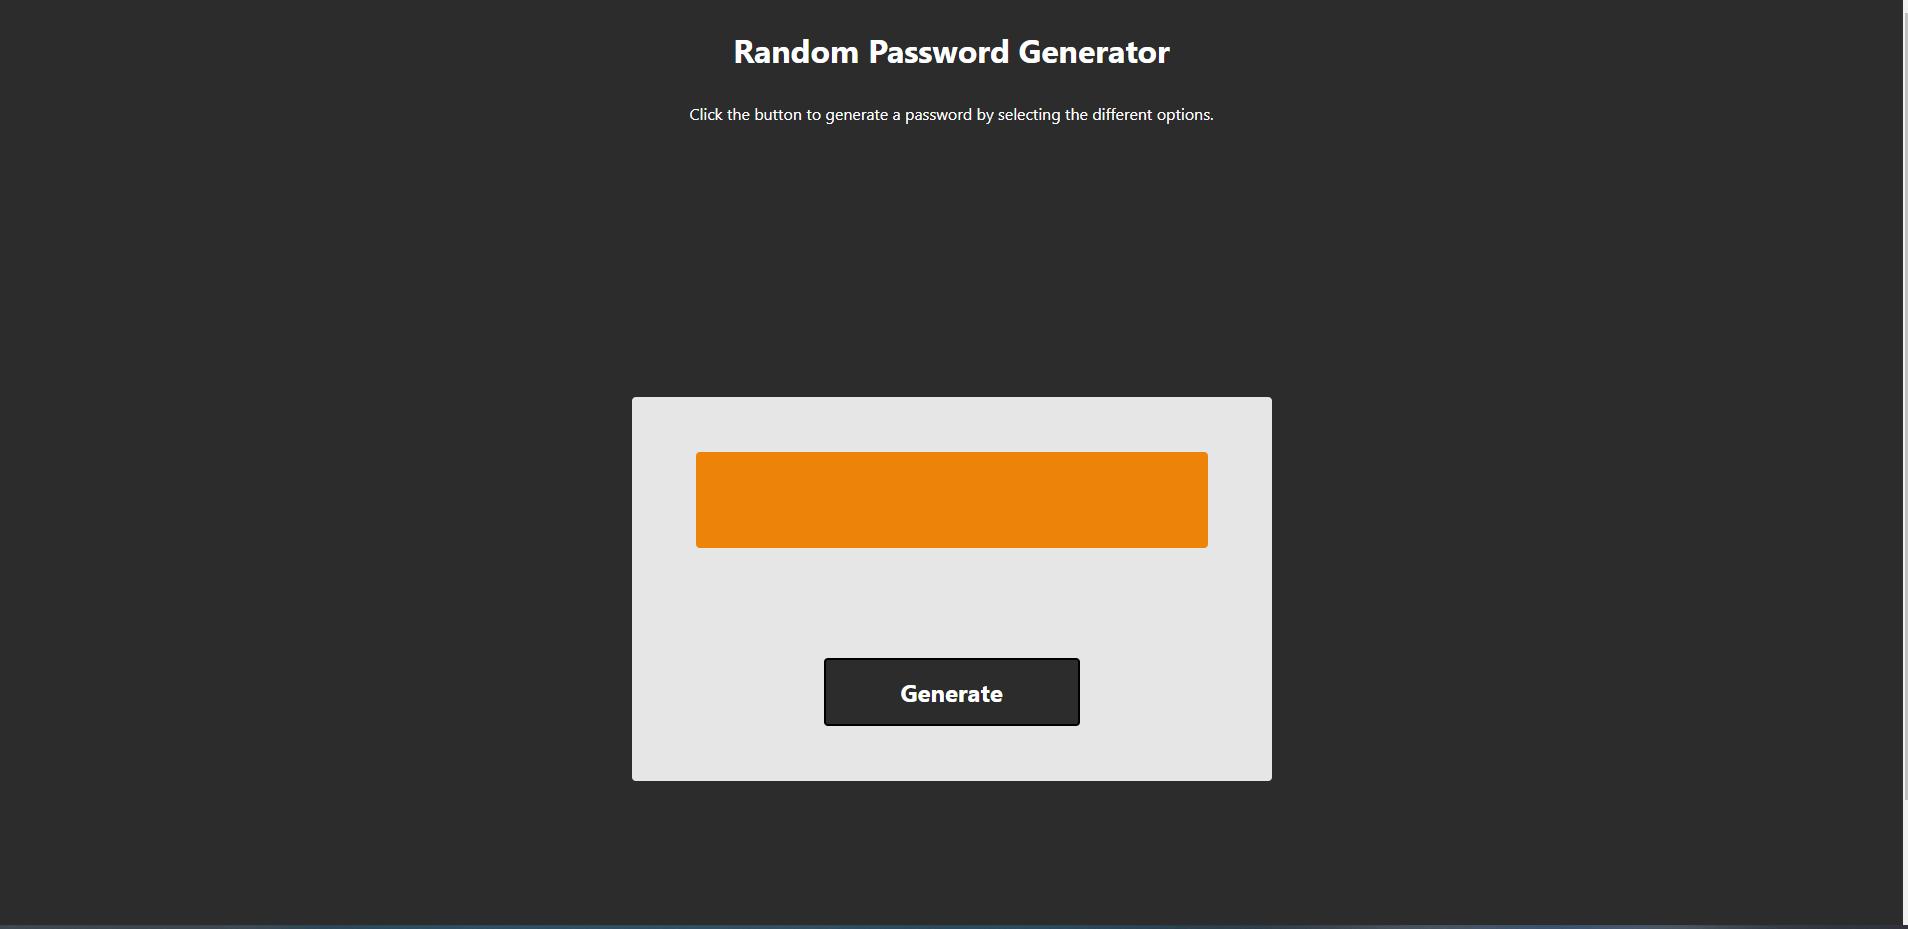 Random Password Generator
Click the button to generate a password by selecting the different options.
Generate